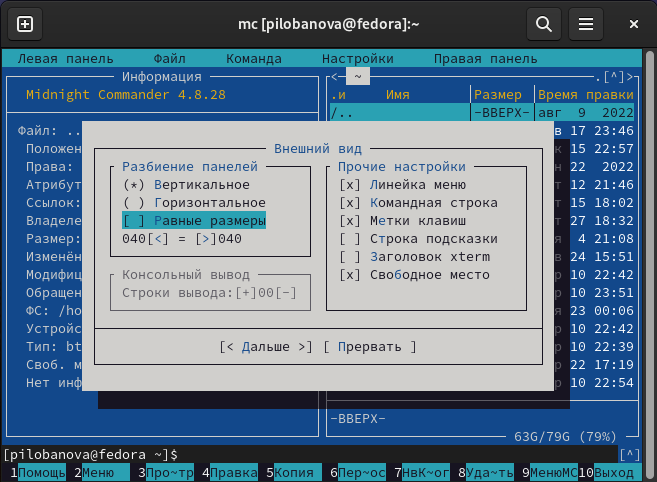 mc [pilobanova@fedora]:~
Левая панель Файл Команда Настройки Правая панель
Информация
Midnight Commander 4.8.28
Файл: ..
Положен
Права:
Атрибут
Ссылок:
Владеле
Размер:
Изменён
Модифиц
Обращен
ФС: /ho
Устройс
Тип: bt
Своб. м
Нет инф
<─ ~ .[^]>
.и Имя Размер Время правки
/.. -ВВЕРХ- авг 9 2022
17 23:46
15 22:57
22 2022
12 21:46
15 18:02
27 18:32
4 21:08
24 15:51
10 22:42
10 23:51
23 00:06
10 22:42
10 22:39
22 17:19
10 22:54
-ВВЕРХ-
63G/79G (79%)
Внешний вид
Разбиение панелей
(*) Вертикальное
( ) Горизонтальное
[ ] Равные размеры
040[<] = [>]040
Консольный вывод
Строки вывода:[+]00[-]
Прочие настройки
[x] Линейка меню
[x] Командная строка
[x] Метки клавиш
[ ] Строка подсказки
[ ] Заголовок xterm
[x] Свободное место
[< Дальше >] [ Прервать ]
[pilobanova@fedora ~]$ [^]
1Помощь 2Меню 3Про~тр 4Правка 5Копия 6Пер~ос 7НвК~ог 8Уда~ть 9МенюMC 10Выход